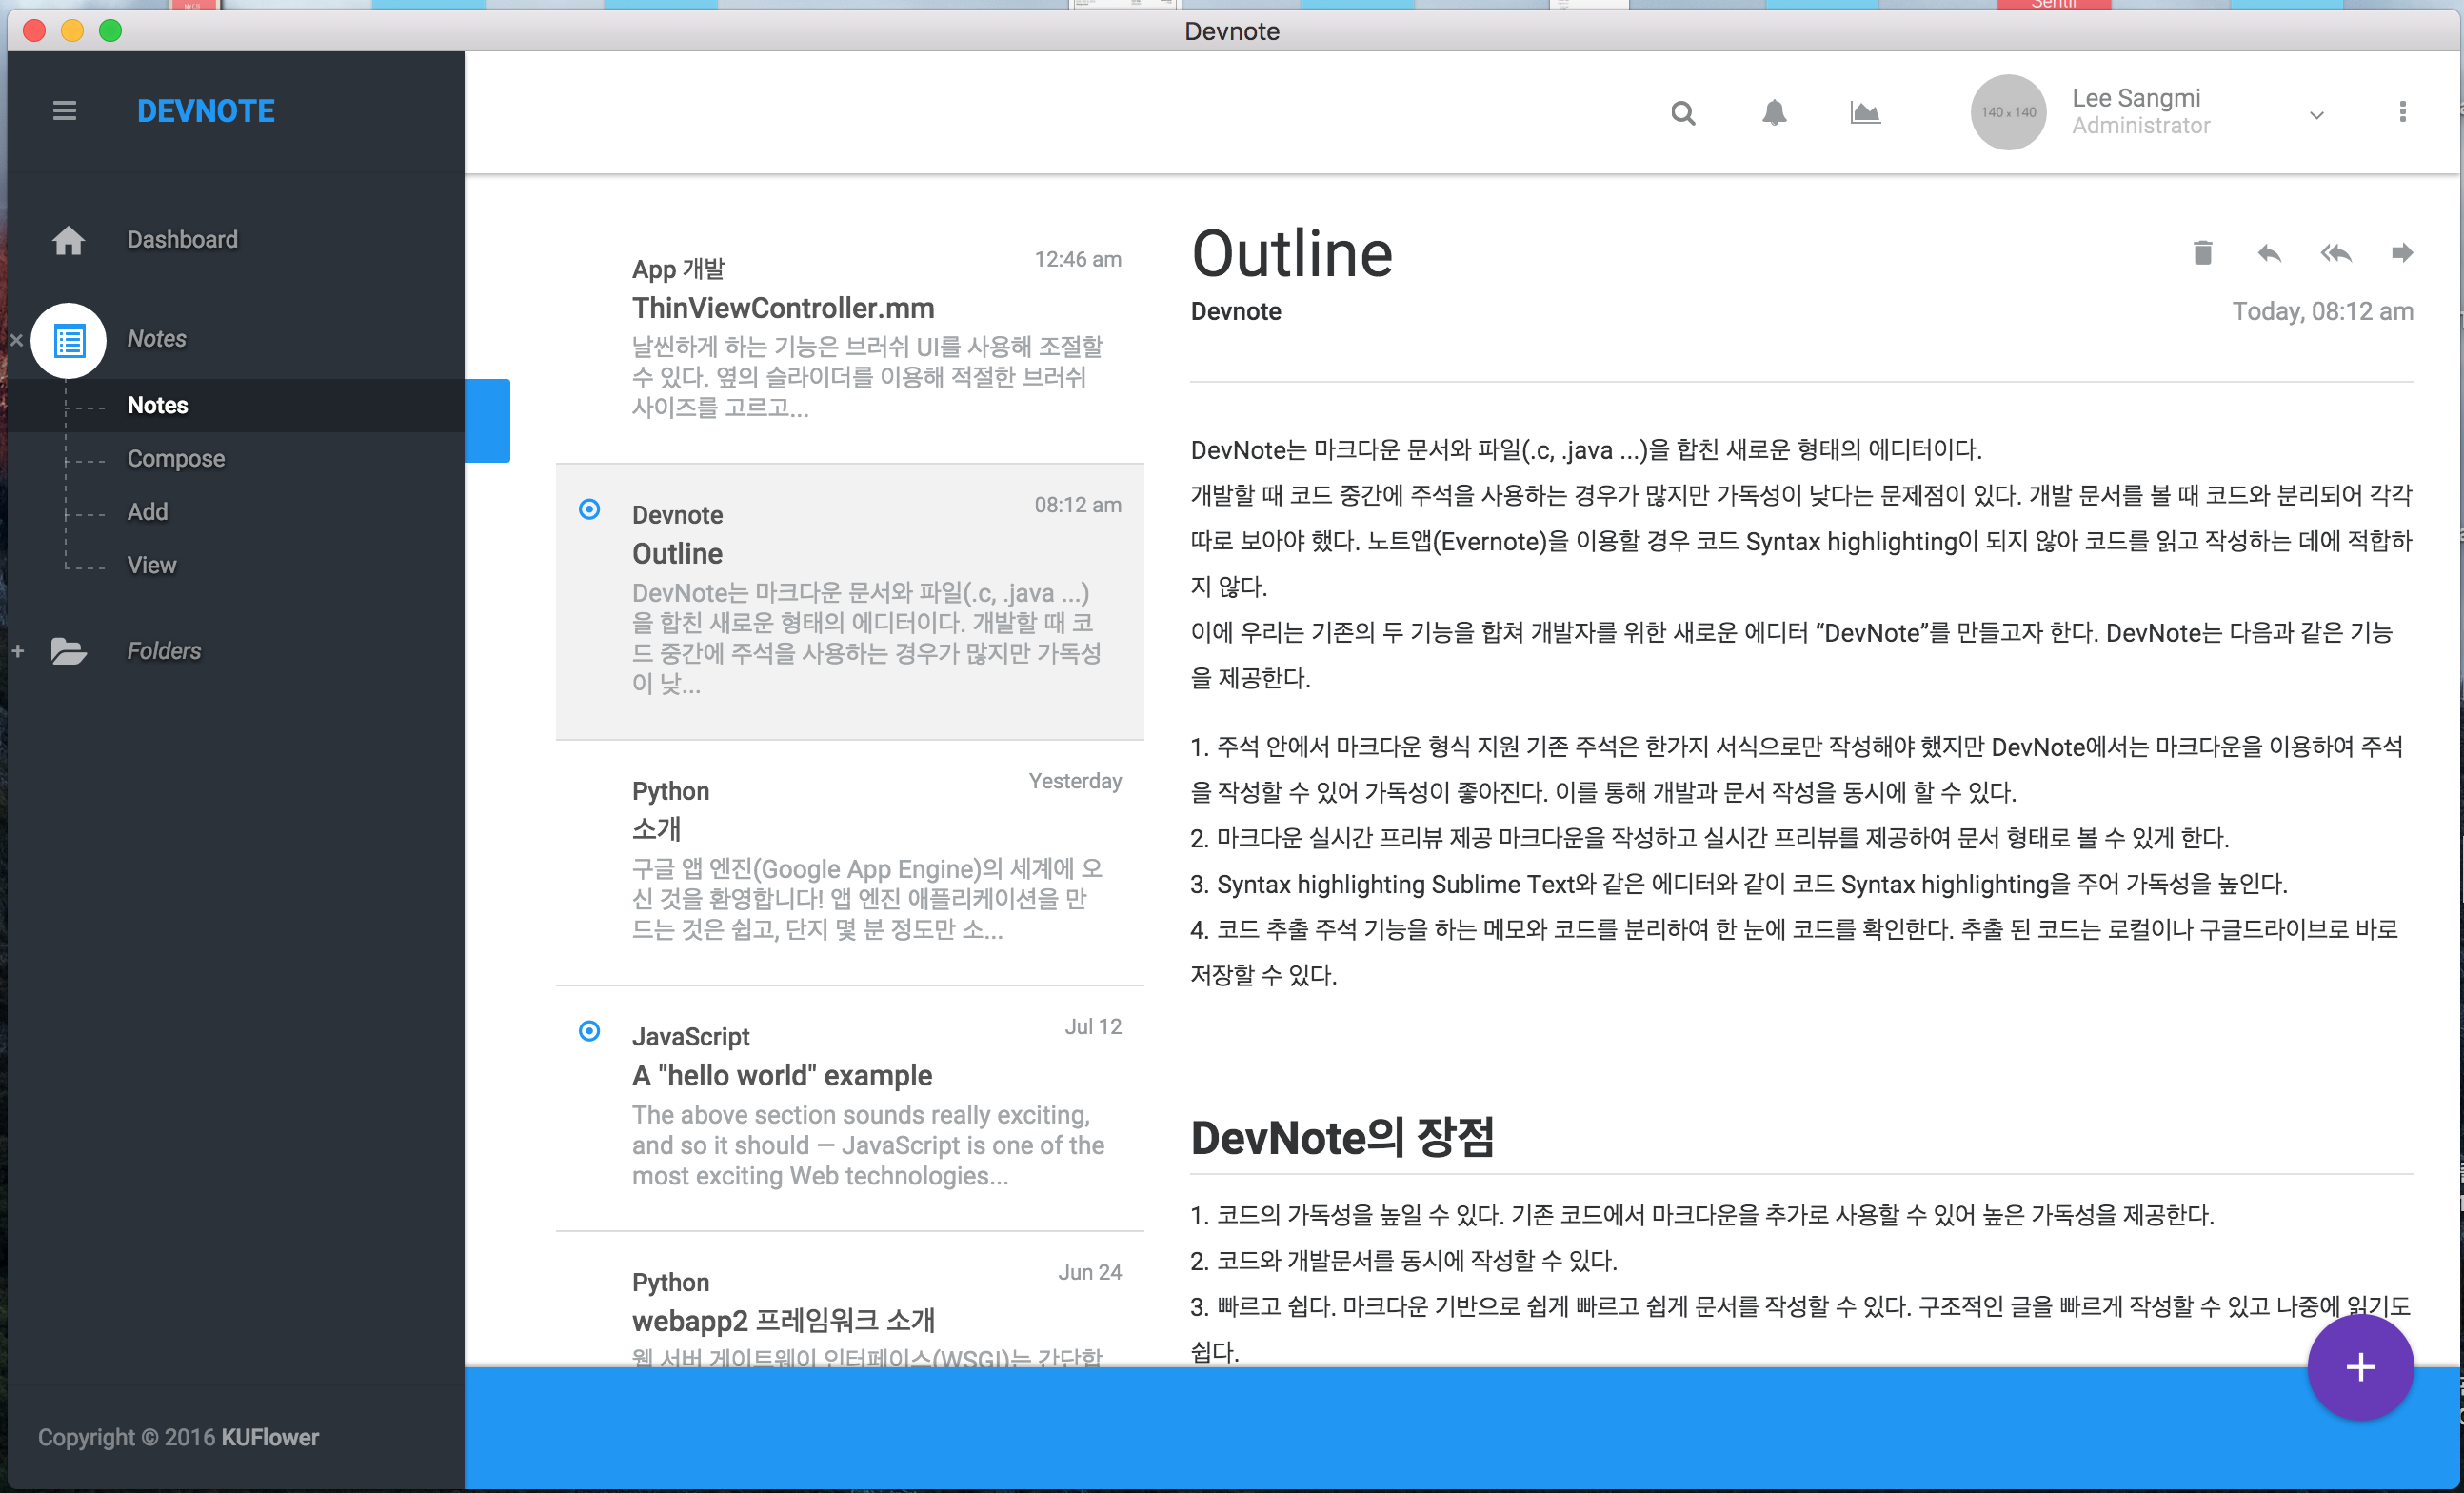 Sentil
Devnote
DEVNOTE
140 x 140
Lee Sangmi
Administrator
Dashboard
Notes
Notes
Compose
Add
View
Folders
Copyright © 2016 KUFlower
App 개발
12:46 am
ThinViewController.mm
날씬하게 하는 기능은 브러쉬 UI를 사용해 조절할
수 있다. 옆의 슬라이더를 이용해 적절한 브러쉬
사이즈를 고르고...
Devnote
08:12 am
Outline
DevNote는 마크다운 문서와 파일(.c, .java ...)
을 합친 새로운 형태의 에디터이다. 개발할 때 코
드 중간에 주석을 사용하는 경우가 많지만 가독성
이 낮...
Python
Yesterday
소개
구글 앱 엔진(Google App Engine)의 세계에 오
신 것을 환영합니다! 앱 엔진 애플리케이션을 만
드는 것은 쉽고, 단지 몇 분 정도만 소...
JavaScript
Jul 12
A "hello world" example
The above section sounds really exciting,
and so it should — JavaScript is one of the
most exciting Web technologies...
Python
Jun 24
webapp2 프레임워크 소개
웹 서버 게이트웨이 인터페이스(WSGI)는 간단합
Outline
Devnote
Today, 08:12 am
DevNote는 마크다운 문서와 파일(.c, .java ...)을 합친 새로운 형태의 에디터이다.
개발할 때 코드 중간에 주석을 사용하는 경우가 많지만 가독성이 낮다는 문제점이 있다. 개발 문서를 볼 때 코드와 분리되어 각각
따로 보아야 했다. 노트앱(Evernote)을 이용할 경우 코드 Syntax highlighting이 되지 않아 코드를 읽고 작성하는 데에 적합하
지 않다.
이에 우리는 기존의 두 기능을 합쳐 개발자를 위한 새로운 에디터 “DevNote”를 만들고자 한다. DevNote는 다음과 같은 기능
을 제공한다.
1. 주석 안에서 마크다운 형식 지원 기존 주석은 한가지 서식으로만 작성해야 했지만 DevNote에서는 마크다운을 이용하여 주석
을 작성할 수 있어 가독성이 좋아진다. 이를 통해 개발과 문서 작성을 동시에 할 수 있다.
2. 마크다운 실시간 프리뷰 제공 마크다운을 작성하고 실시간 프리뷰를 제공하여 문서 형태로 볼 수 있게 한다.
3. Syntax highlighting Sublime Text와 같은 에디터와 같이 코드 Syntax highlighting을 주어 가독성을 높인다.
4. 코드 추출 주석 기능을 하는 메모와 코드를 분리하여 한 눈에 코드를 확인한다. 추출 된 코드는 로컬이나 구글드라이브로 바로
저장할 수 있다.
DevNote의 장점
1. 코드의 가독성을 높일 수 있다. 기존 코드에서 마크다운을 추가로 사용할 수 있어 높은 가독성을 제공한다.
2. 코드와 개발문서를 동시에 작성할 수 있다.
3. 빠르고 쉽다. 마크다운 기반으로 쉽게 빠르고 쉽게 문서를 작성할 수 있다. 구조적인 글을 빠르게 작성할 수 있고 나중에 읽기도
쉽다.